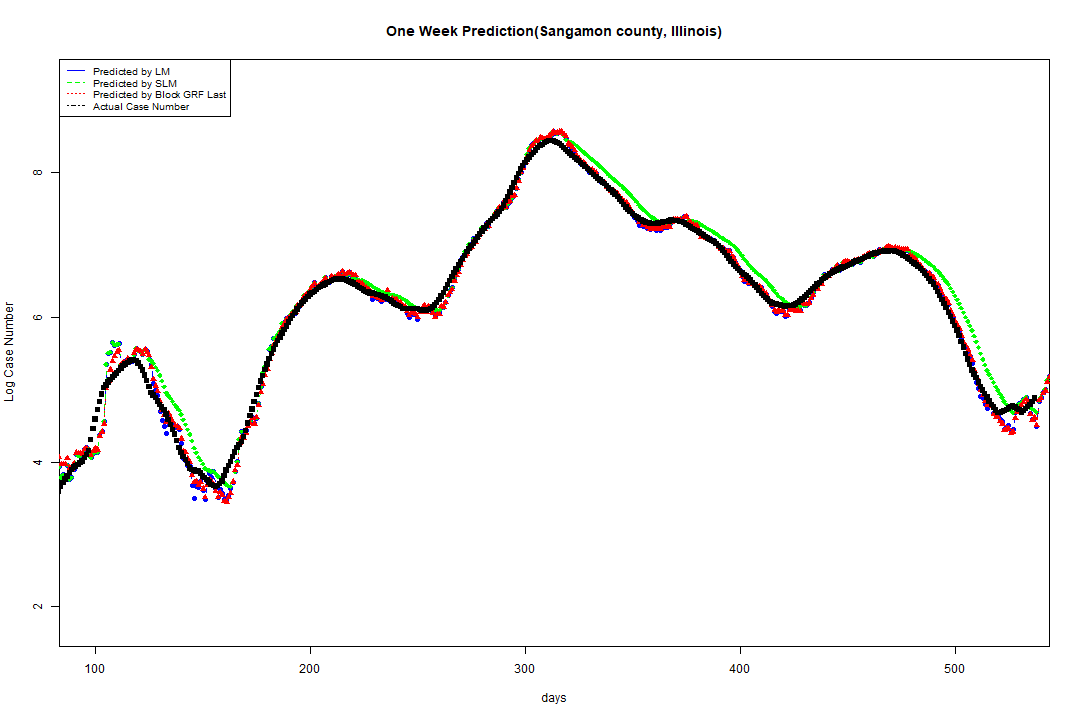 One Week Prediction(Sangamon county, Illinois)
Predicted by LM
Predicted by SLM
Predicted by Block GRF Last
Actual Case Number
8
6
4
2
Log Case Number
100 200 300 400 500
days